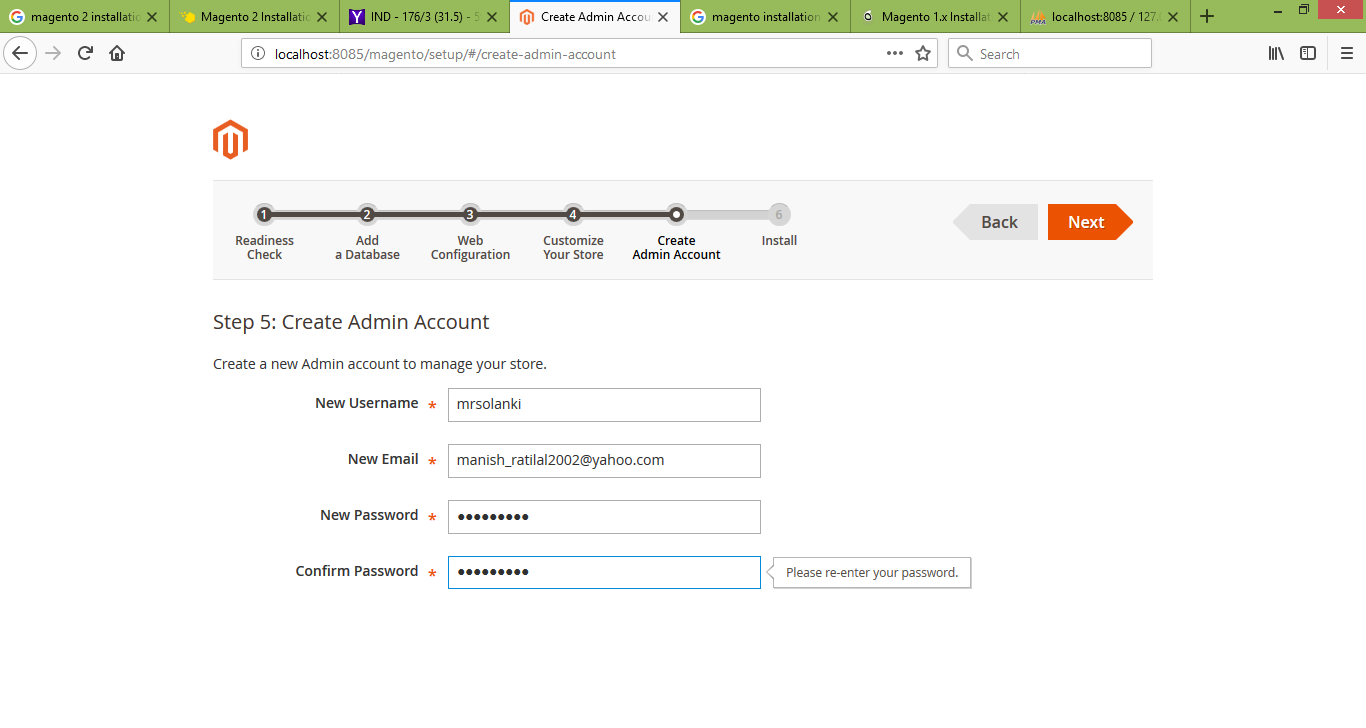 magento 2 installatio
Magento 2 Installatio
IND - 176/3 (31.5) - 5
Create Admin Accou
magento installation
Magento 1.x Installat
localhost:8085 / 127.
localhost:8085/magento/setup/#/create-admin-account
Search
1 2 3 4 6
Readiness Check
Add a Database
Web Configuration
Customize Your Store
Create Admin Account
Install
Back
Next
Step 5: Create Admin Account
Create a new Admin account to manage your store.
New Username *
mrsolanki
New Email *
manish_ratilal2002@yahoo.com
New Password *
•••••••••
Confirm Password *
•••••••••
Please re-enter your password.